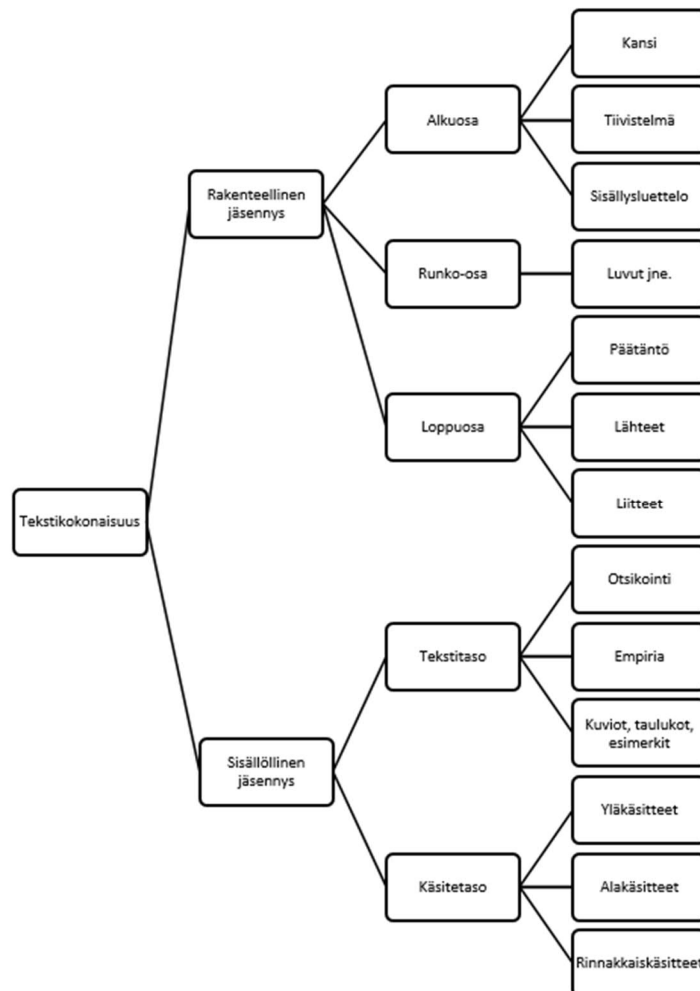 Kansi
Alkuosa
Tiivistelmä
Rakenteellinen
jäsennys
Sisällysluettelo
Runko-osa
Luvut jne.
Päätäntö
Loppuosa
Lähteet
Liitteet
Tekstikokonaisuus
Otsikointi
Tekstitaso
Empiria
Kuviot, taulukot,
esimerkit
Sisällöllinen
jäsennys
Yläkäsitteet
Käsitetaso
Alakäsitteet
Rinnakkaiskäsitteet